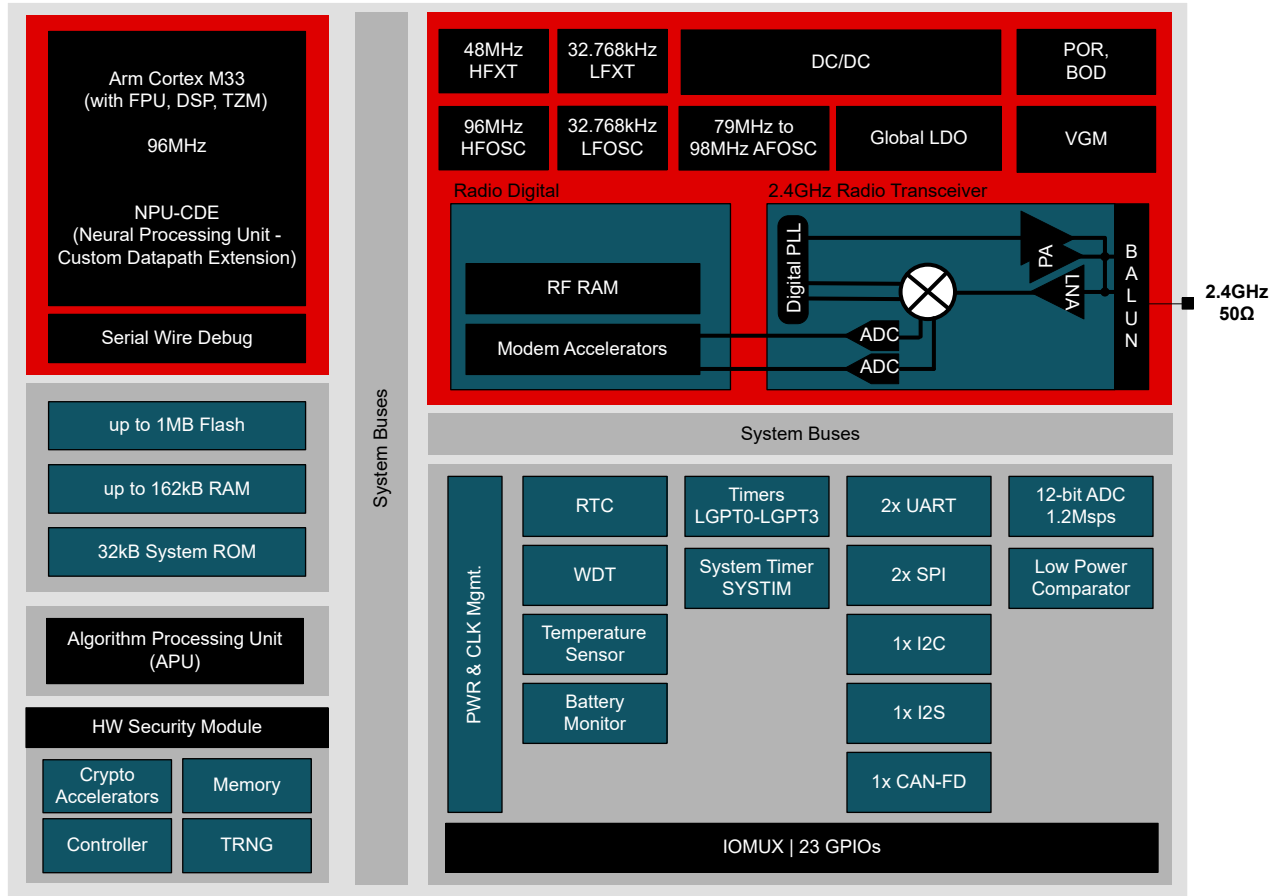 Arm Cortex M33
(with FPU, DSP, TZM)
96MHz
NPU-CDE
(Neural Processing Unit -
Custom Datapath Extension)
Serial Wire Debug
up to 1MB Flash
up to 162kB RAM
32kB System ROM
Algorithm Processing Unit
(APU)
HW Security Module
Crypto
Accelerators
Memory
Controller
TRNG
System Buses
48MHz
HFXT
32.768kHz
LFXT
DC/DC
POR,
BOD
96MHz
HFOSC
32.768kHz
LFOSC
79MHz to
98MHz AFOSC
Global LDO
VGM
Radio Digital
RF RAM
Modem Accelerators
2.4GHz Radio Transceiver
Digital PLL
ADC
ADC
PA
LNA
BALUN
2.4GHz
50Ω
System Buses
PWR & CLK Mgmt.
RTC
WDT
Temperature
Sensor
Battery
Monitor
Timers
LGPT0-LGPT3
System Timer
SYSTIM
2x UART
2x SPI
1x I2C
1x I2S
1x CAN-FD
12-bit ADC
1.2Msps
Low Power
Comparator
IOMUX | 23 GPIOs